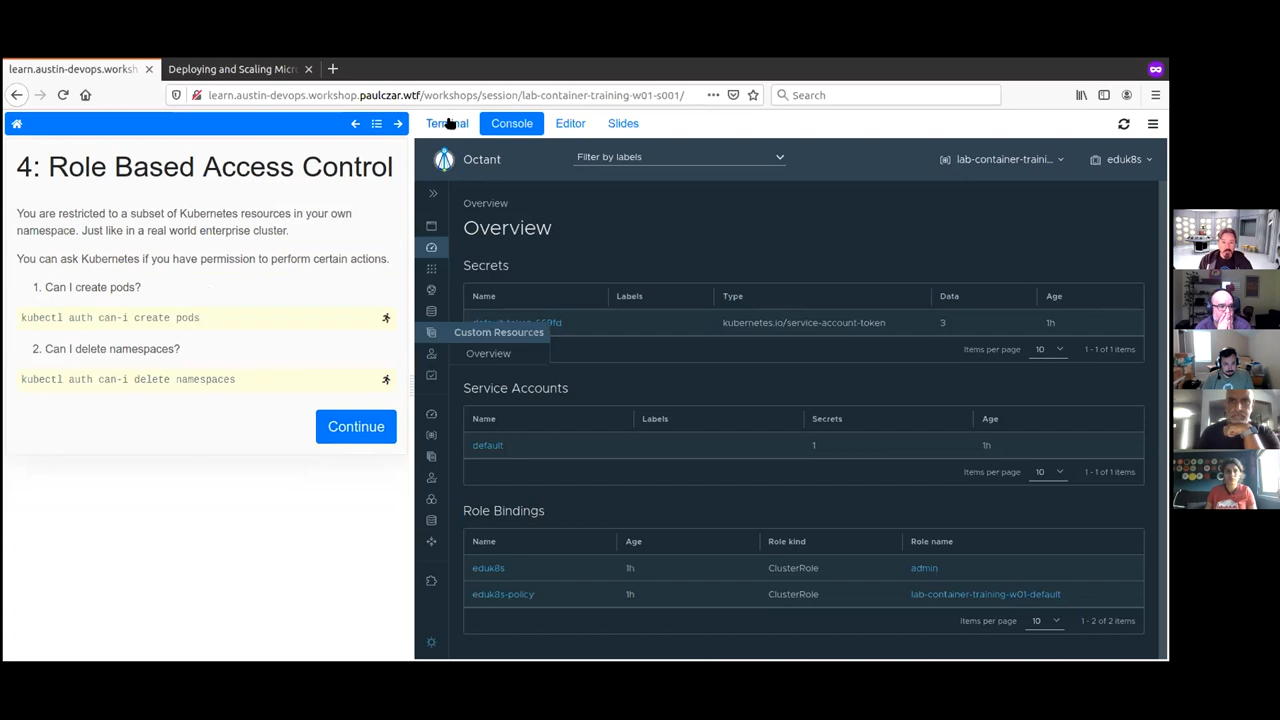 learn.austin-devops.worksh
Deploying and Scaling Micr
learn.austin-devops.workshop.paulczar.wtf/workshops/session/lab-container-training-w01-s001/
Search
4: Role Based Access Control
You are restricted to a subset of Kubernetes resources in your own
namespace. Just like in a real world enterprise cluster.
You can ask Kubernetes if you have permission to perform certain actions.
1. Can I create pods?
kubectl auth can-i create pods
2. Can I delete namespaces?
kubectl auth can-i delete namespaces
Continue
Terminal Console Editor Slides
Octant
Filter by labels
lab-container-traini...
eduk8s
Overview
Overview
Secrets
Name Labels Type Data Age
kubernetes.io/service-account-token 3 1h
Custom Resources
Overview
Items per page 10 1 - 1 of 1 items
Service Accounts
Name Labels Secrets Age
default 1 1h
Items per page 10 1 - 1 of 1 items
Role Bindings
Name Age Role kind Role name
eduk8s 1h ClusterRole admin
eduk8s-policy 1h ClusterRole lab-container-training-w01-default
Items per page 10 1 - 2 of 2 items